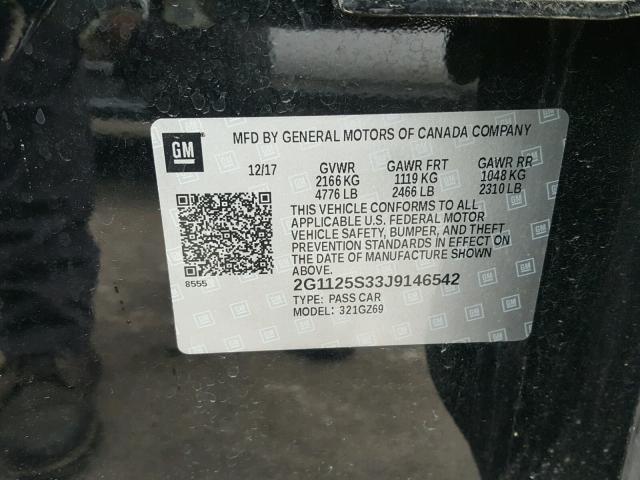 GM
MFD BY GENERAL MOTORS OF CANADA COMPANY
12/17 GVWR GAWR FRT GAWR RR
2166 KG 1119 KG 1048 KG
4776 LB 2466 LB 2310 LB
THIS VEHICLE CONFORMS TO ALL
APPLICABLE U.S. FEDERAL MOTOR
VEHICLE SAFETY, BUMPER, AND THEFT
PREVENTION STANDARDS IN EFFECT ON
THE DATE OF MANUFACTURE SHOWN
ABOVE.
8555
2G1125S33J9146542
TYPE: PASS CAR
MODEL: 321GZ69